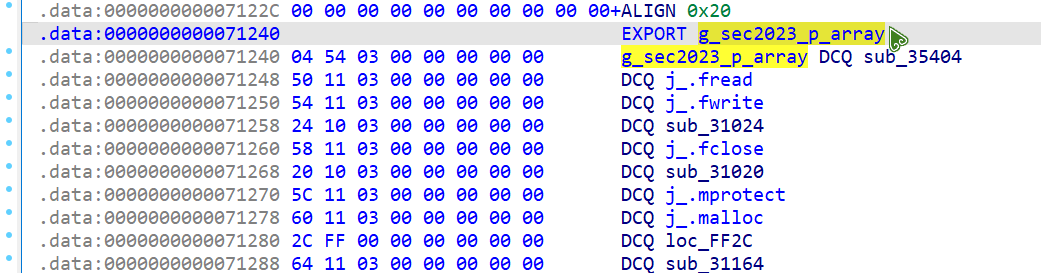 .data:000000000007122C 00 00 00 00 00 00 00 00 00 00 00+ALIGN 0x20
.data:0000000000071240 EXPORT g_sec2023_p_array
.data:0000000000071240 04 54 03 00 00 00 00 00 g_sec2023_p_array DCQ sub_35404
.data:0000000000071248 50 11 03 00 00 00 00 00 DCQ j_.fread
.data:0000000000071250 54 11 03 00 00 00 00 00 DCQ j_.fwrite
.data:0000000000071258 24 10 03 00 00 00 00 00 DCQ sub_31024
.data:0000000000071260 58 11 03 00 00 00 00 00 DCQ j_.fclose
.data:0000000000071268 20 10 03 00 00 00 00 00 DCQ sub_31020
.data:0000000000071270 5C 11 03 00 00 00 00 00 DCQ j_.mprotect
.data:0000000000071278 60 11 03 00 00 00 00 00 DCQ j_.malloc
.data:0000000000071280 2C FF 00 00 00 00 00 00 DCQ loc_FF2C
.data:0000000000071288 64 11 03 00 00 00 00 00 DCQ sub_31164